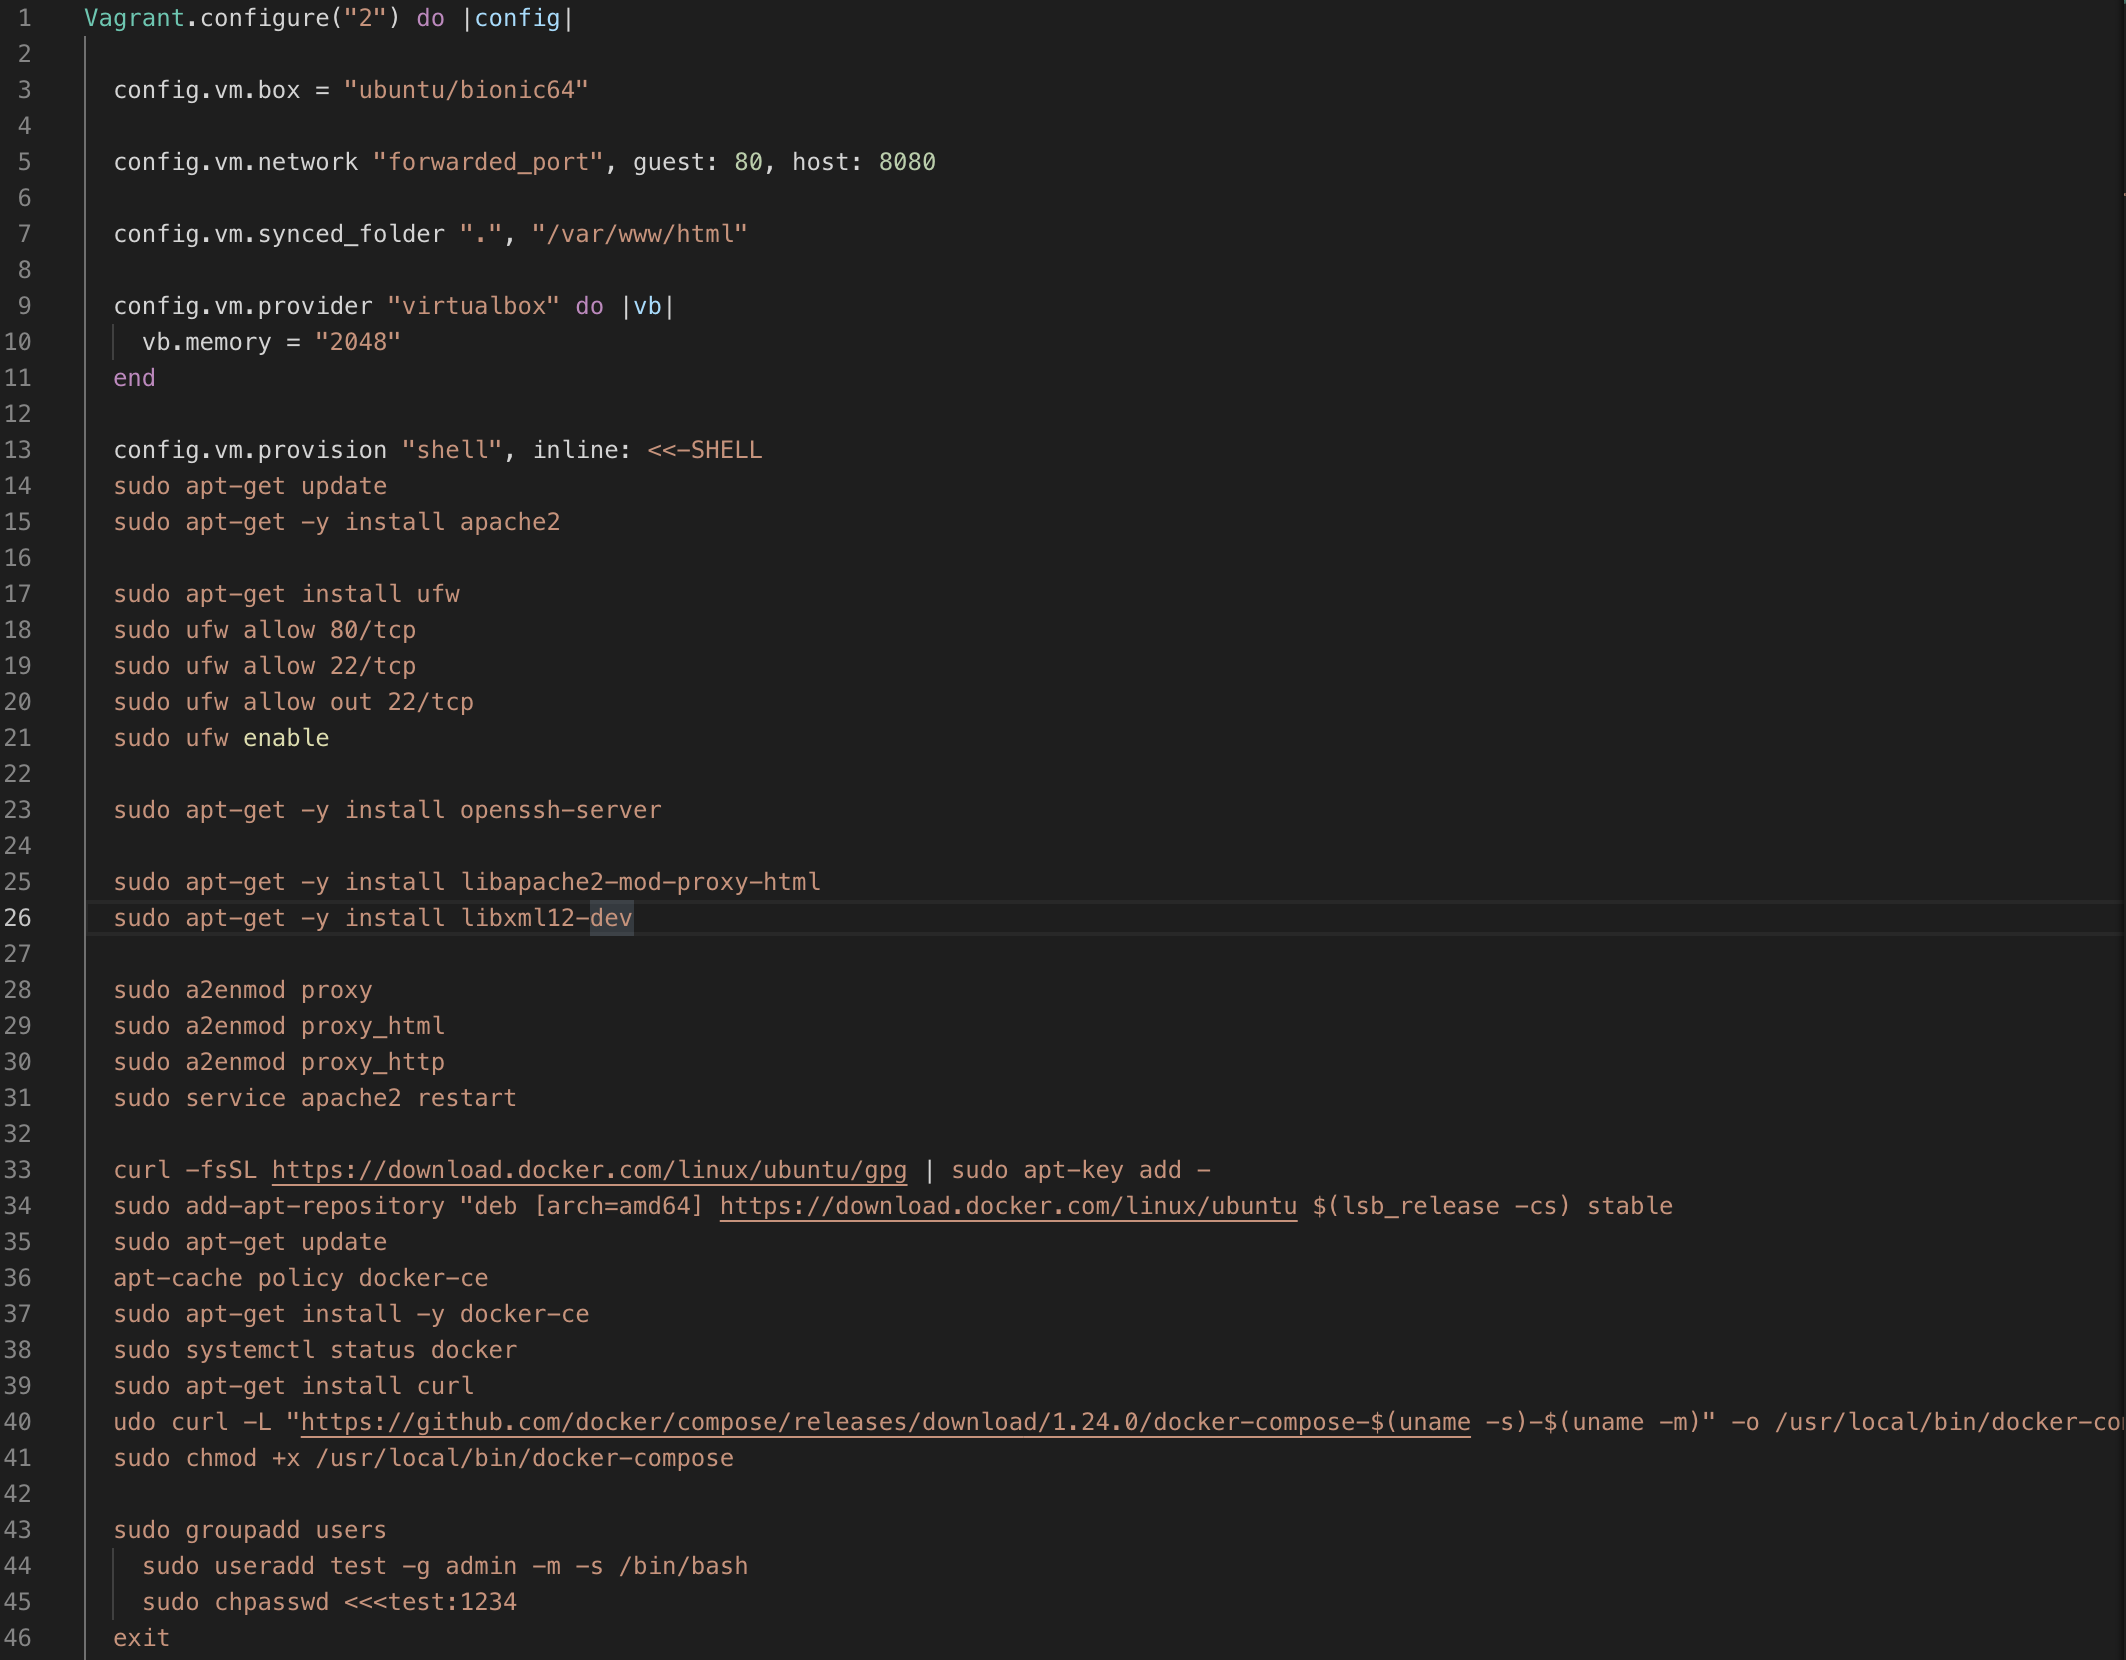 1 Vagrant.configure("2") do |config|
2
3 config.vm.box = "ubuntu/bionic64"
4
5 config.vm.network "forwarded_port", guest: 80, host: 8080
6
7 config.vm.synced_folder ".", "/var/www/html"
8
9 config.vm.provider "virtualbox" do |vb|
10 vb.memory = "2048"
11 end
12
13 config.vm.provision "shell", inline: <<-SHELL
14 sudo apt-get update
15 sudo apt-get -y install apache2
16
17 sudo apt-get install ufw
18 sudo ufw allow 80/tcp
19 sudo ufw allow 22/tcp
20 sudo ufw allow out 22/tcp
21 sudo ufw enable
22
23 sudo apt-get -y install openssh-server
24
25 sudo apt-get -y install libapache2-mod-proxy-html
26 sudo apt-get -y install libxml12-dev
27
28 sudo a2enmod proxy
29 sudo a2enmod proxy_html
30 sudo a2enmod proxy_http
31 sudo service apache2 restart
32
33 curl -fsSL https://download.docker.com/linux/ubuntu/gpg | sudo apt-key add -
34 sudo add-apt-repository "deb [arch=amd64] https://download.docker.com/linux/ubuntu $(lsb_release -cs) stable
35 sudo apt-get update
36 apt-cache policy docker-ce
37 sudo apt-get install -y docker-ce
38 sudo systemctl status docker
39 sudo apt-get install curl
40 udo curl -L "https://github.com/docker/compose/releases/download/1.24.0/docker-compose-$(uname -s)-$(uname -m)" -o /usr/local/bin/docker-co
41 sudo chmod +x /usr/local/bin/docker-compose
42
43 sudo groupadd users
44 sudo useradd test -g admin -m -s /bin/bash
45 sudo chpasswd <<<test:1234
46 exit